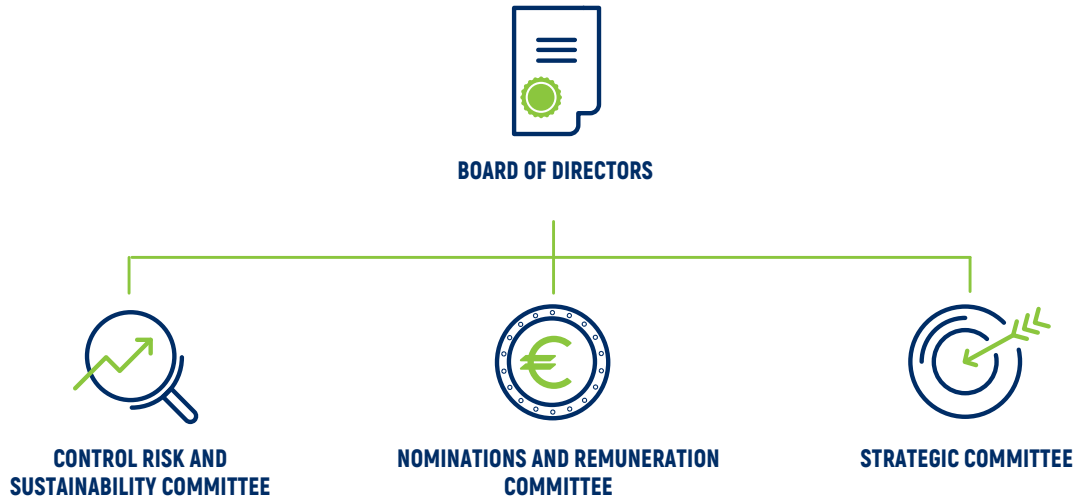 BOARD OF DIRECTORS
CONTROL RISK AND
SUSTAINABILITY COMMITTEE
NOMINATIONS AND REMUNERATION
COMMITTEE
STRATEGIC COMMITTEE